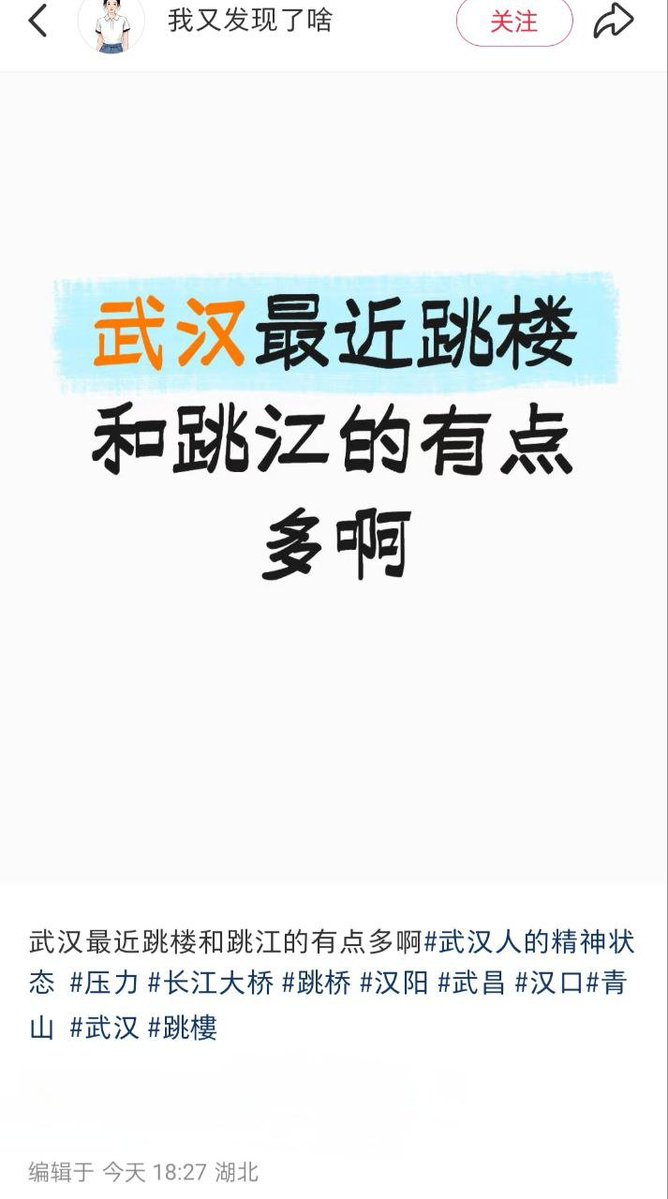 我又发现了啥
关注
武汉最近跳楼
和跳江的有点
多啊
武汉最近跳楼和跳江的有点多啊#武汉人的精神状
态 #压力 #长江大桥 #跳桥 #汉阳 #武昌 #汉口#青
山 #武汉 #跳樓
编辑于 今天 18:27 湖北